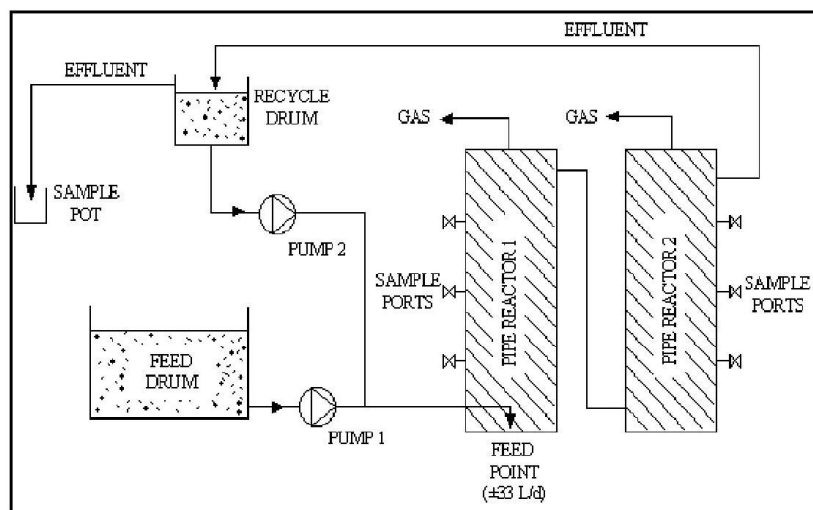 EFFLUENT
EFFLUENT
RECYCLE
DRUM
GAS
GAS
SAMPLE
POT
PUMP 2
SAMPLE
PORTS
PIPE REACTOR 1
PIPE REACTOR 2
SAMPLE
PORTS
FEED
DRUM
PUMP 1
FEED
POINT
(±33 L/d)